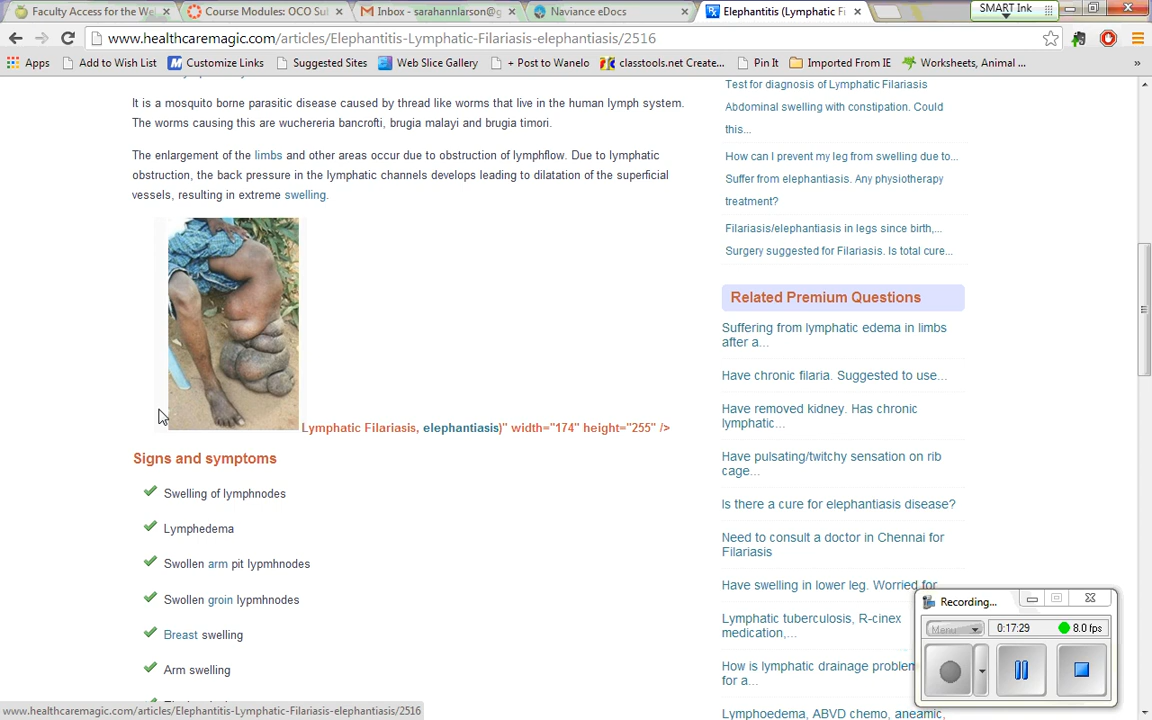 Faculty Access for the We
Course Modules: OCO Su
Inbox - sarahannlarson@g
Naviance eDocs
Elephantitis (Lymphatic F
SMART Ink
www.healthcaremagic.com/articles/Elephantitis-Lymphatic-Filariasis-elephantiasis/2516
Apps
Add to Wish List
Customize Links
Suggested Sites
Web Slice Gallery
+ Post to Wanelo
classtools.net Create...
Pin It
Imported From IE
Worksheets, Animal ...
»
It is a mosquito borne parasitic disease caused by thread like worms that live in the human lymph system.
The worms causing this are wuchereria bancrofti, brugia malayi and brugia timori.
The enlargement of the limbs and other areas occur due to obstruction of lymphflow. Due to lymphatic
obstruction, the back pressure in the lymphatic channels develops leading to dilatation of the superficial
vessels, resulting in extreme swelling.
Lymphatic Filariasis, elephantiasis)" width="174" height="255" />
Signs and symptoms
Swelling of lymphnodes
Lymphedema
Swollen arm pit lypmhnodes
Swollen groin lypmhnodes
Breast swelling
Arm swelling
Test for diagnosis of Lymphatic Filariasis
Abdominal swelling with constipation. Could
this...
How can I prevent my leg from swelling due to...
Suffer from elephantiasis. Any physiotherapy
treatment?
Filariasis/elephantiasis in legs since birth,...
Surgery suggested for Filariasis. Is total cure...
Related Premium Questions
Suffering from lymphatic edema in limbs
after a...
Have chronic filaria. Suggested to use...
Have removed kidney. Has chronic
lymphatic...
Have pulsating/twitchy sensation on rib
cage...
Is there a cure for elephantiasis disease?
Need to consult a doctor in Chennai for
Filariasis
Have swelling in lower leg. Worried for
Lymphatic tuberculosis, R-cinex
medication,...
How is lymphatic drainage problem
for a...
Lymphoedema, ABVD chemo, aneamic,
Recording...
Menu
0:17:29
8.0 fps
www.healthcaremagic.com/articles/Elephantitis-Lymphatic-Filariasis-elephantiasis/2516